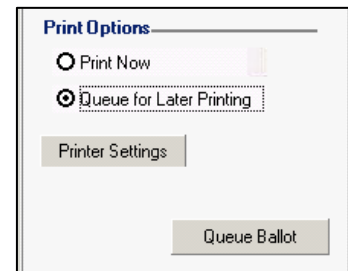 Print Options
Print Now
Queue for Later Printing
Printer Settings
Queue Ballot